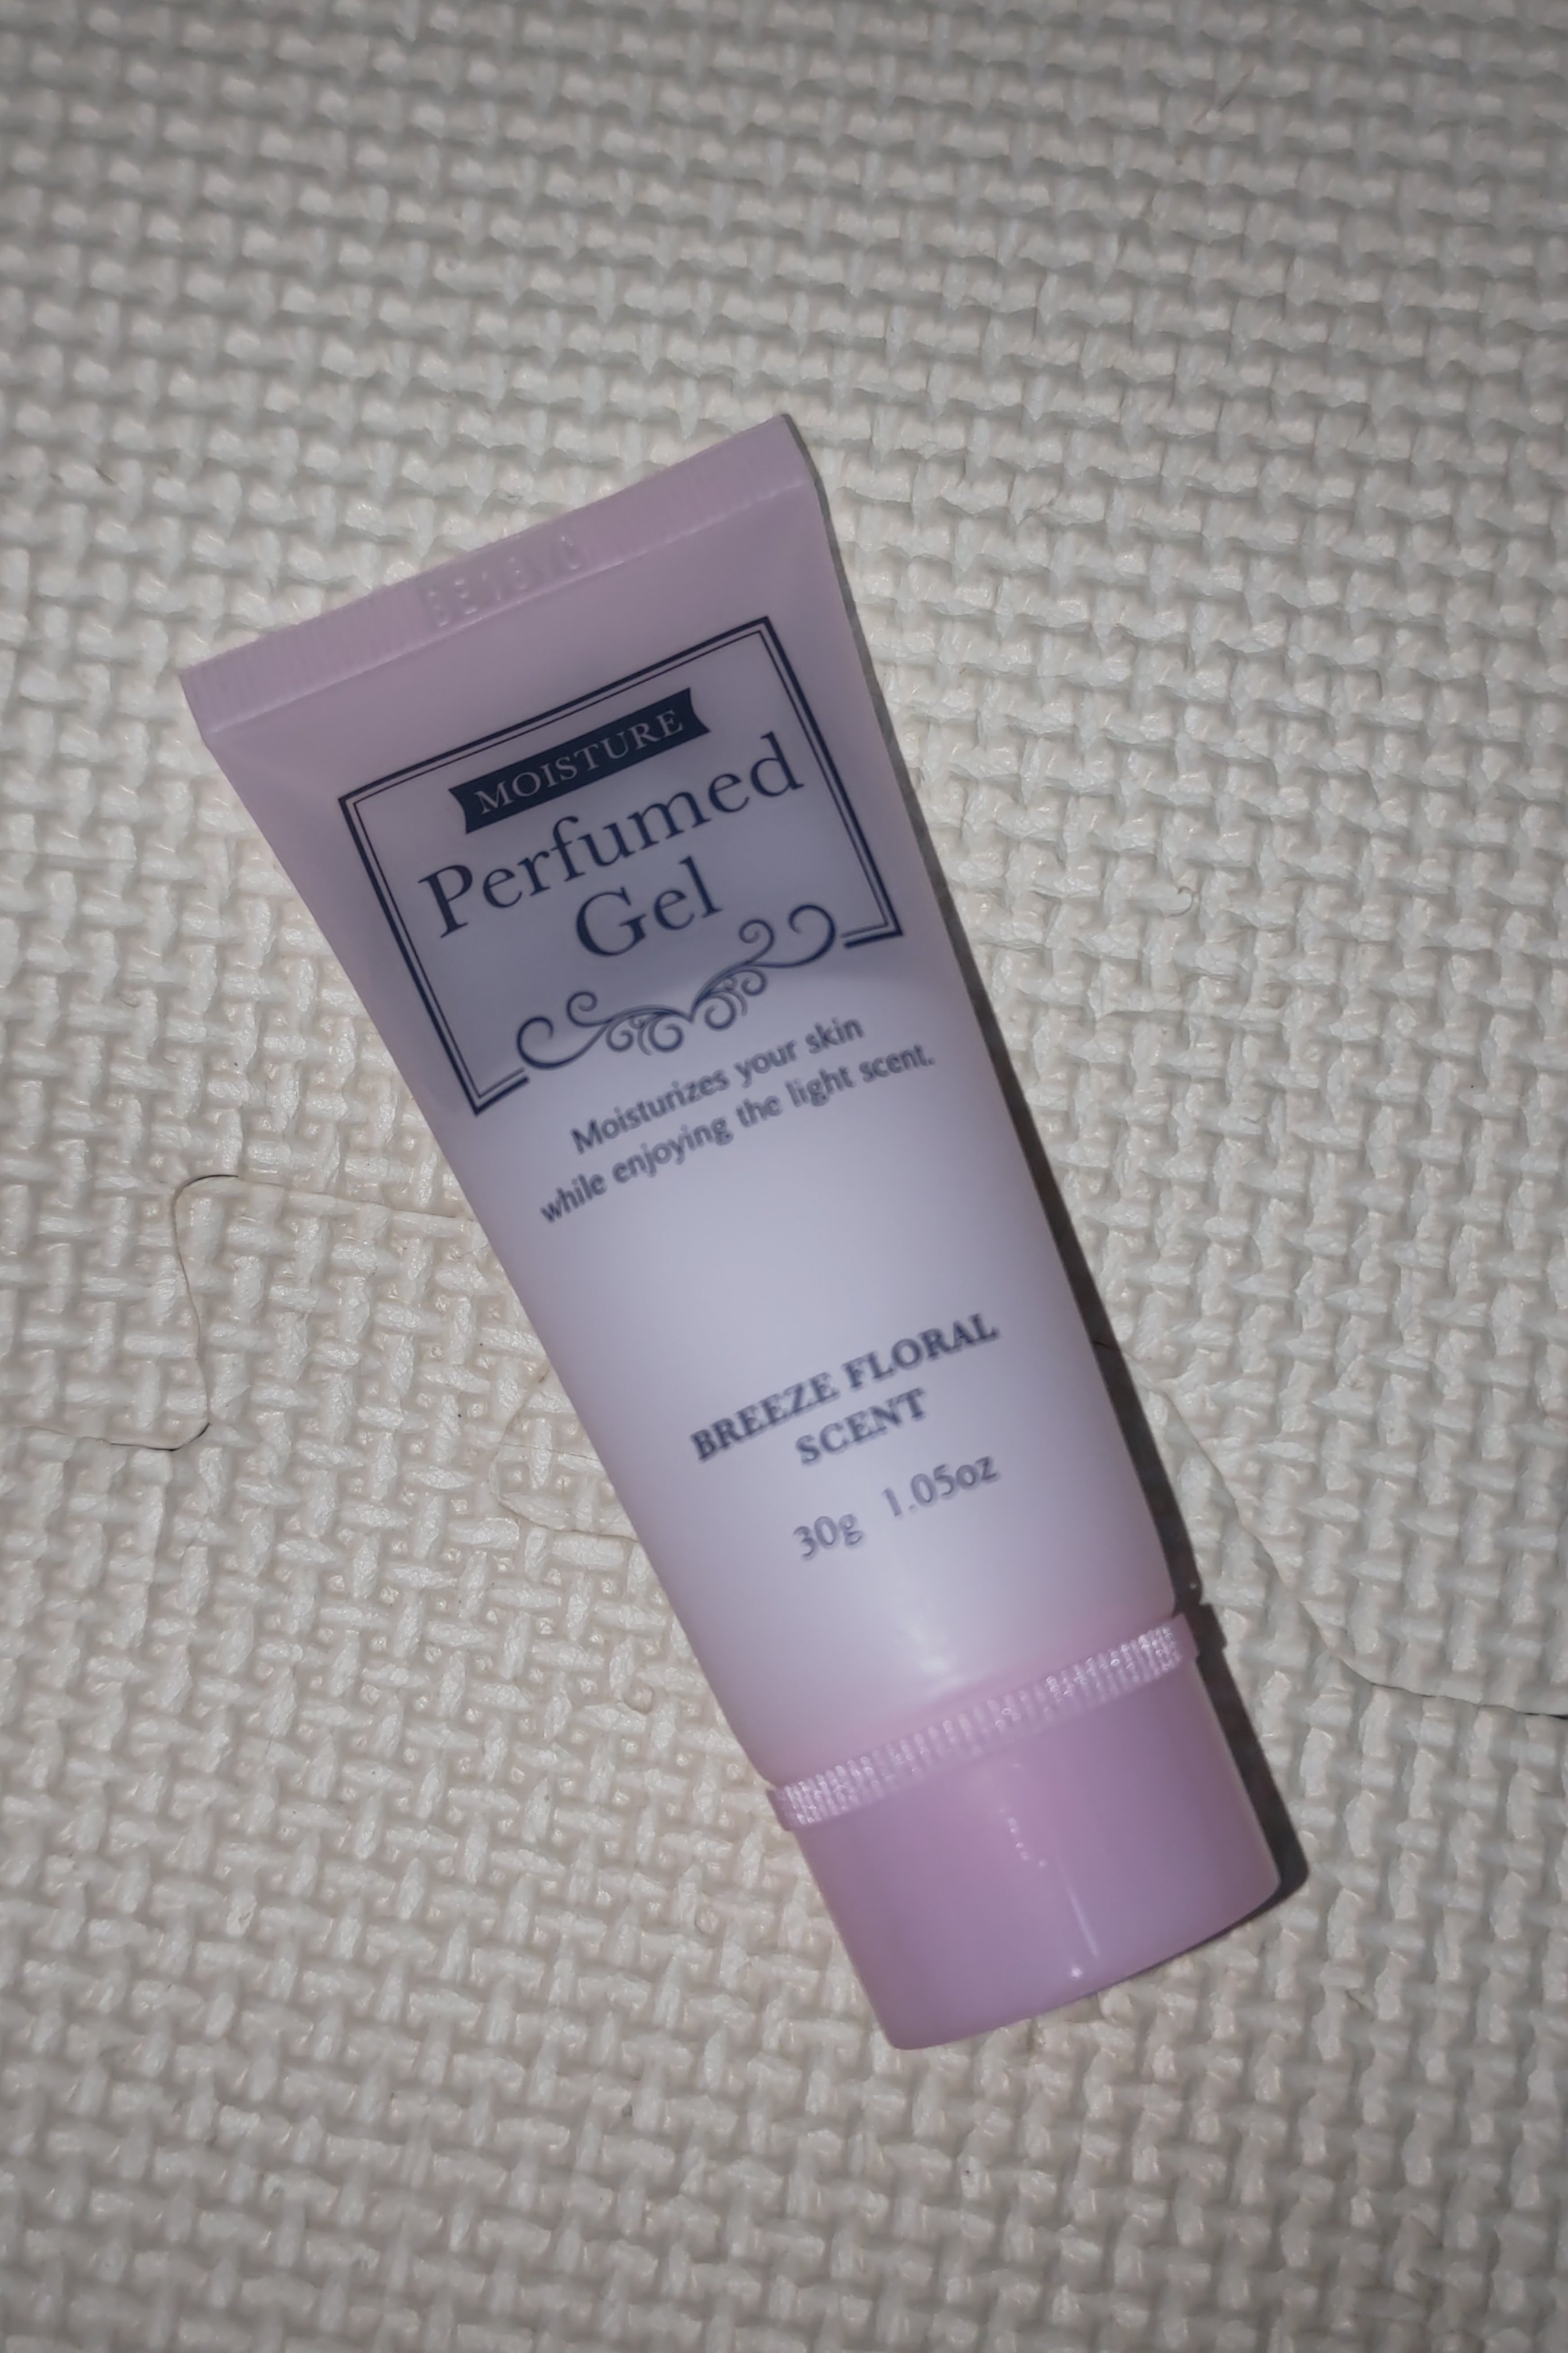 MOISTURE
Perfumed
Gel
Moisturizes your skin
while enjoying the light scent.
BREEZE FLORAL
SCENT
30g 1.05oz